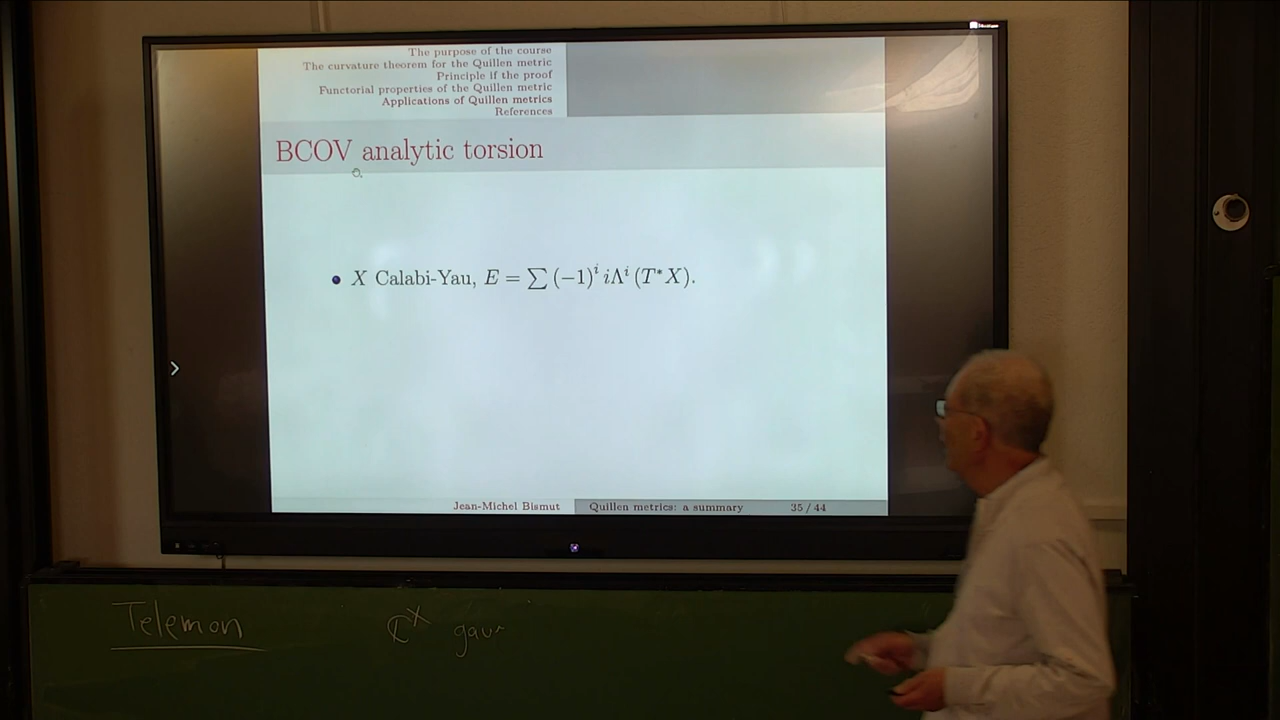 The purpose of the course
The curvature theorem for the Quillen metric
Principle if the proof
Functorial properties of the Quillen metric
Applications of Quillen metrics
References
BCOV analytic torsion
• X Calabi-Yau, E = ∑ (−1)^i iΛ^i (T*X).
Jean-Michel Bismut Quillen metrics: a summary 35 / 44
Telemon ℂ^X